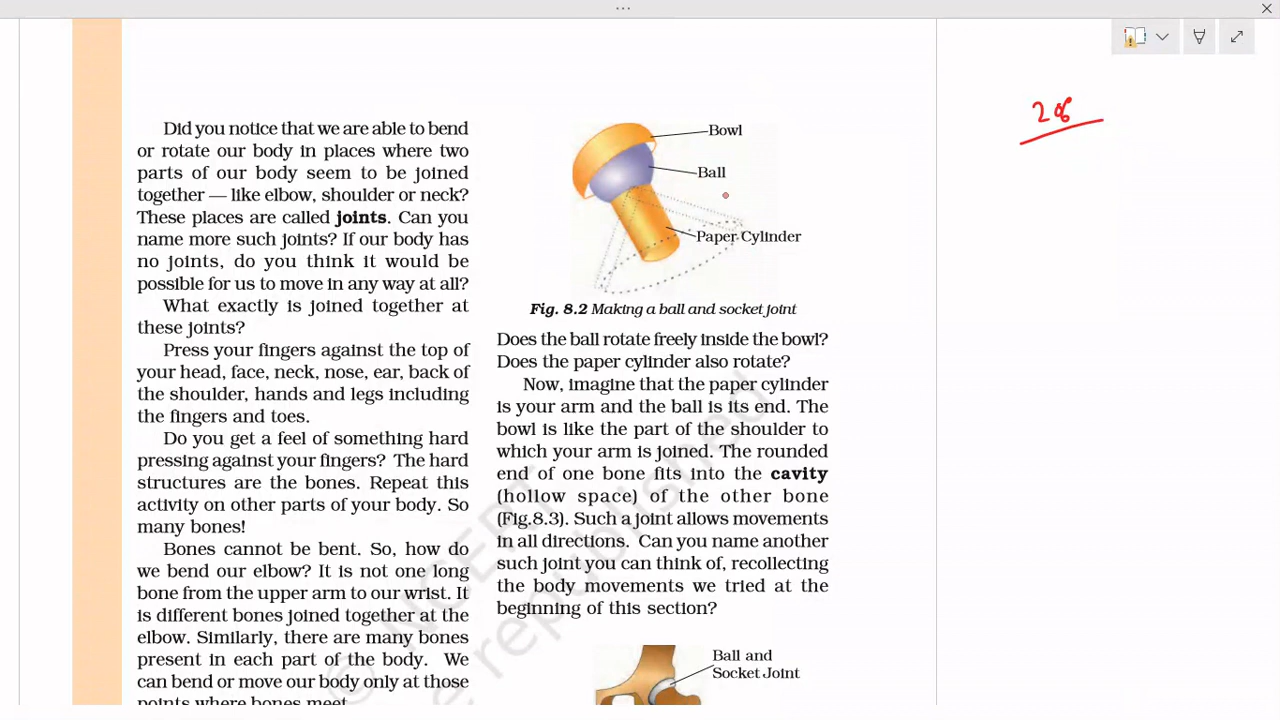 Did you notice that we are able to bend
or rotate our body in places where two
parts of our body seem to be joined
together — like elbow, shoulder or neck?
These places are called joints. Can you
name more such joints? If our body has
no joints, do you think it would be
possible for us to move in any way at all?
What exactly is joined together at
these joints?
Press your fingers against the top of
your head, face, neck, nose, ear, back of
the shoulder, hands and legs including
the fingers and toes.
Do you get a feel of something hard
pressing against your fingers? The hard
structures are the bones. Repeat this
activity on other parts of your body. So
many bones!
Bones cannot be bent. So, how do
we bend our elbow? It is not one long
bone from the upper arm to our wrist. It
is different bones joined together at the
elbow. Similarly, there are many bones
present in each part of the body. We
can bend or move our body only at those
points where bones meet.
Bowl
Ball
Paper Cylinder
Fig. 8.2 Making a ball and socket joint
Does the ball rotate freely inside the bowl?
Does the paper cylinder also rotate?
Now, imagine that the paper cylinder
is your arm and the ball is its end. The
bowl is like the part of the shoulder to
which your arm is joined. The rounded
end of one bone fits into the cavity
(hollow space) of the other bone
(Fig.8.3). Such a joint allows movements
in all directions. Can you name another
such joint you can think of, recollecting
the body movements we tried at the
beginning of this section?
Ball and
Socket Joint
© NCERT
be republished